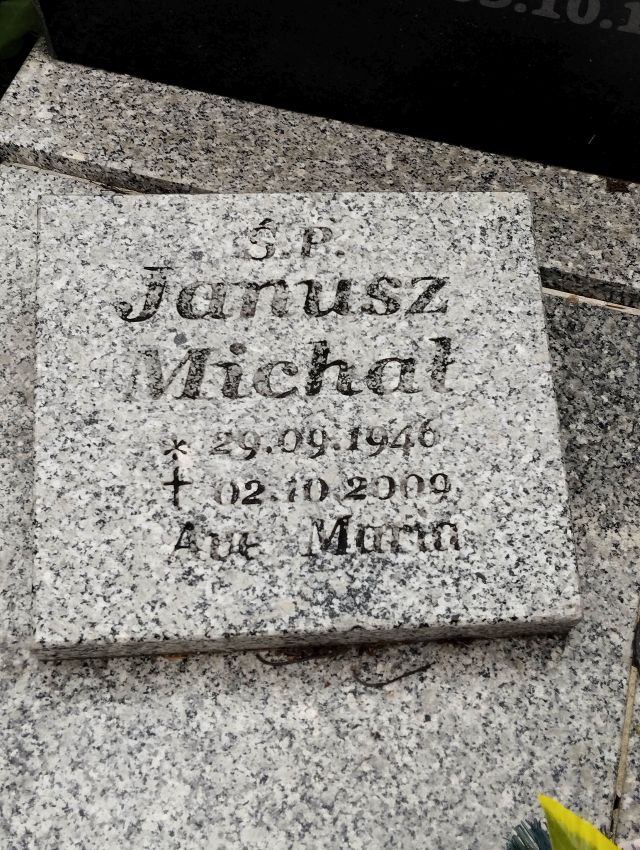 Ś.P.
Janusz
Michał
* 29.09.1946
† 02.10.2009
Ave Maria